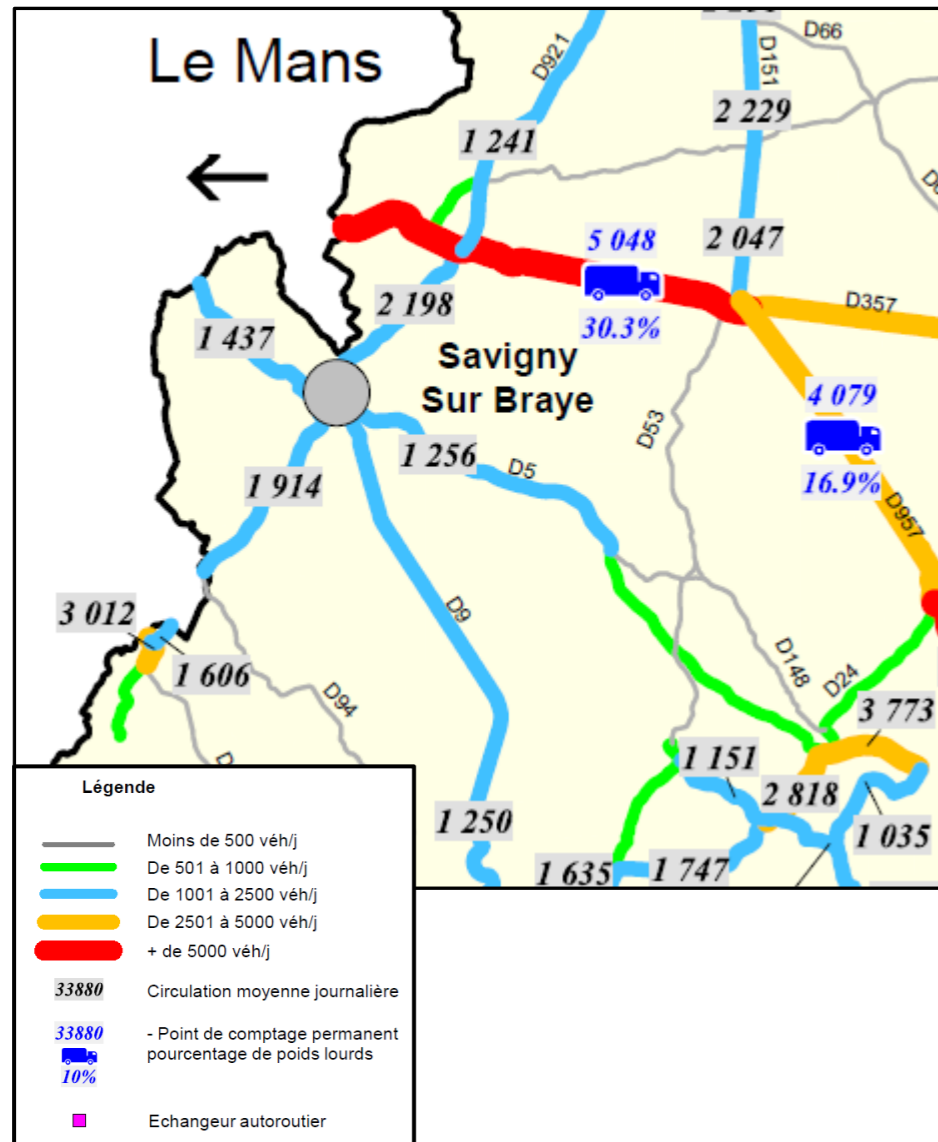 Le Mans
D921
D151
D66
2 229
1 241
5 048
2 047
30.3%
2 198
D357
1 437
Savigny
Sur Braye
4 079
D53
1 256
D5
16.9%
1 914
D957
D9
3 012
1 606
D94
D148
D24
3 773
1 151
2 818
1 250
1 035
1 635
1 747
Légende
Moins de 500 véh/j
De 501 à 1000 véh/j
De 1001 à 2500 véh/j
De 2501 à 5000 véh/j
+ de 5000 véh/j
33880 Circulation moyenne journalière
33880 - Point de comptage permanent
pourcentage de poids lourds
10%
Echangeur autoroutier